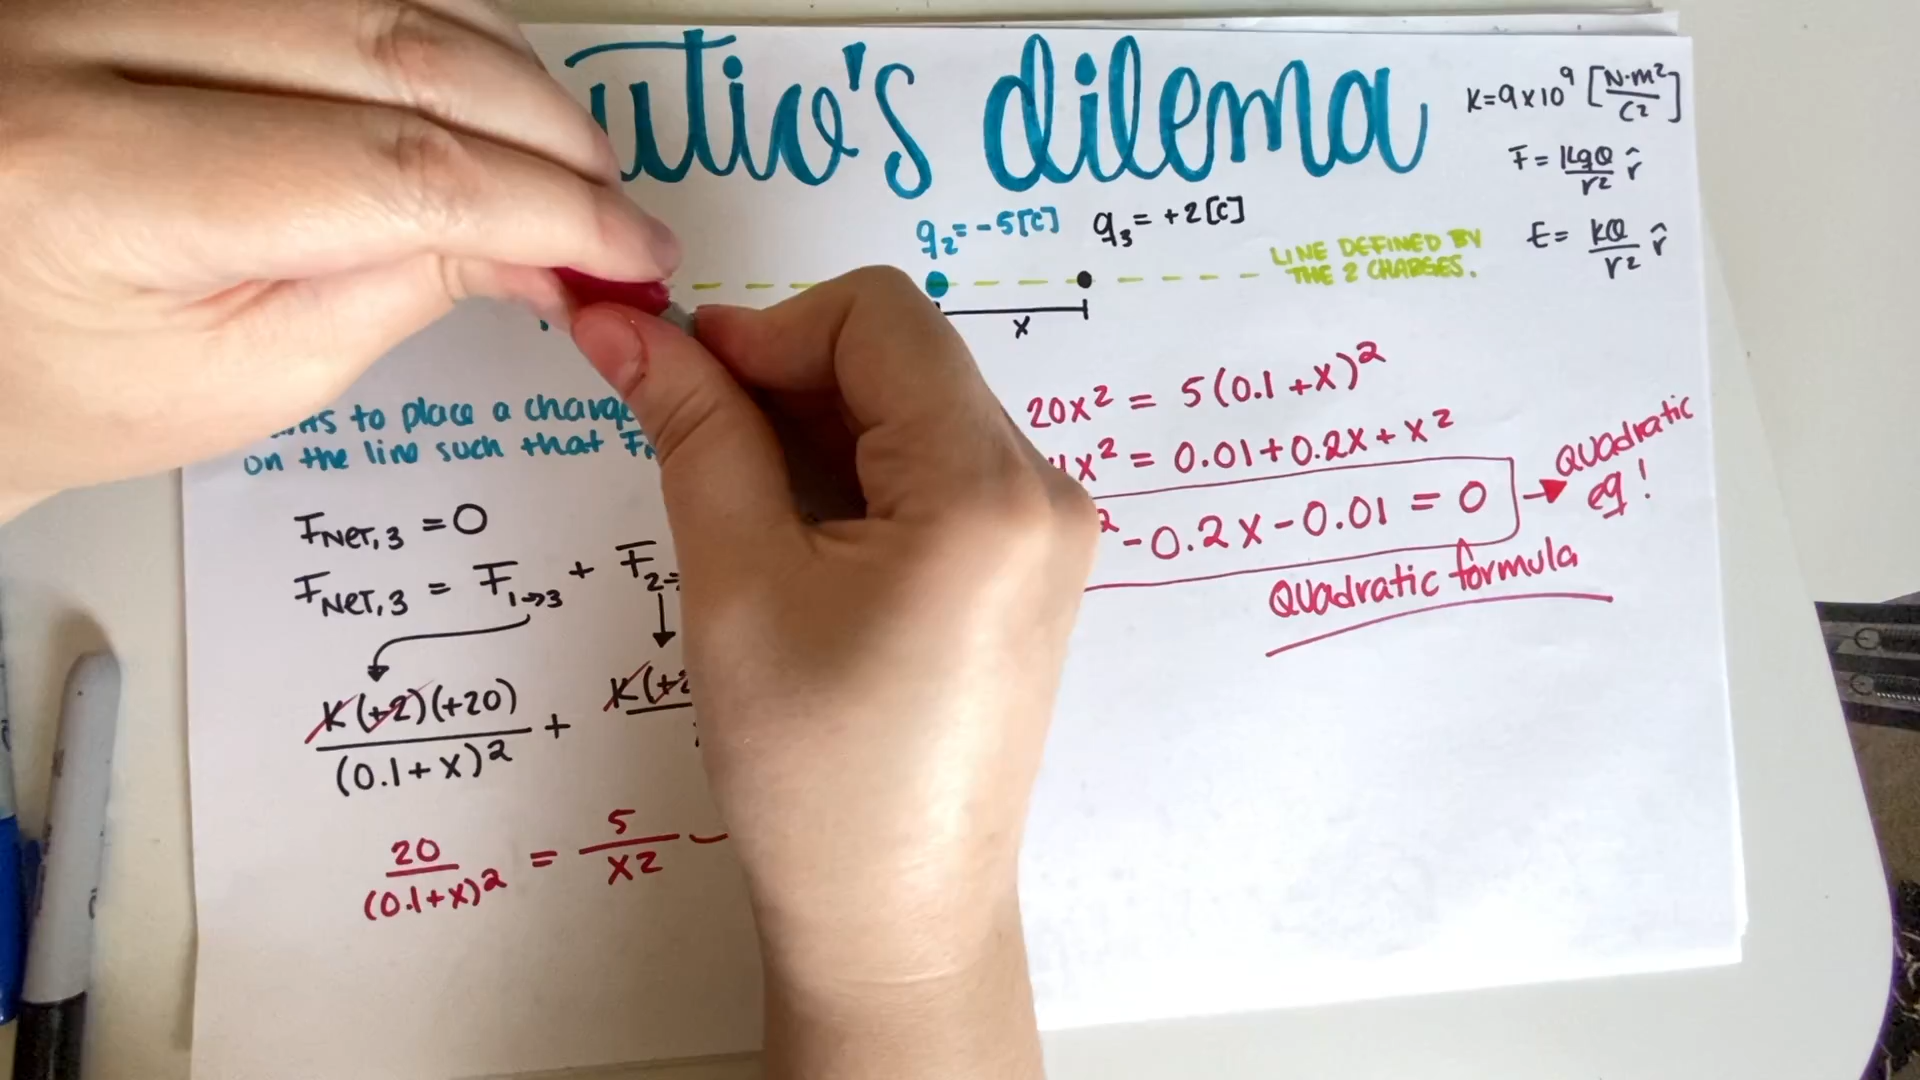 utio's dilema
K=9x10⁹ [N·m²/C²]
F = KqQ/r² r̂
E = KQ/r² r̂
q₂=-5[C] q₃=+2[C]
LINE DEFINED BY
THE 2 CHARGES.
x
to place a charge
on the line such that
20x² = 5(0.1+x)²
x² = 0.01+0.2x+x²
-0.2x-0.01 = 0
Quadratic
eq!
Quadratic formula
FNET,3 = 0
FNET,3 = F1→3 + F2
K(+2)(+20)/(0.1+x)² + K(+2
20/(0.1+x)² = 5/x2